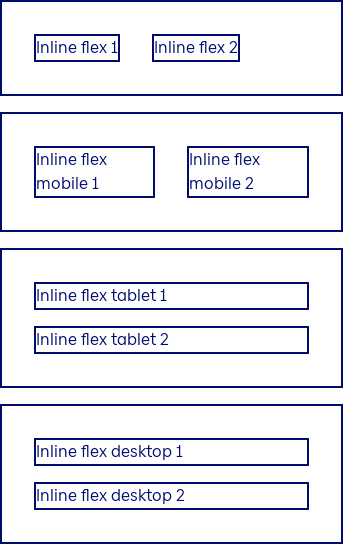 Inline flex 1 Inline flex 2
Inline flex
mobile 1
Inline flex
mobile 2
Inline flex tablet 1
Inline flex tablet 2
Inline flex desktop 1
Inline flex desktop 2